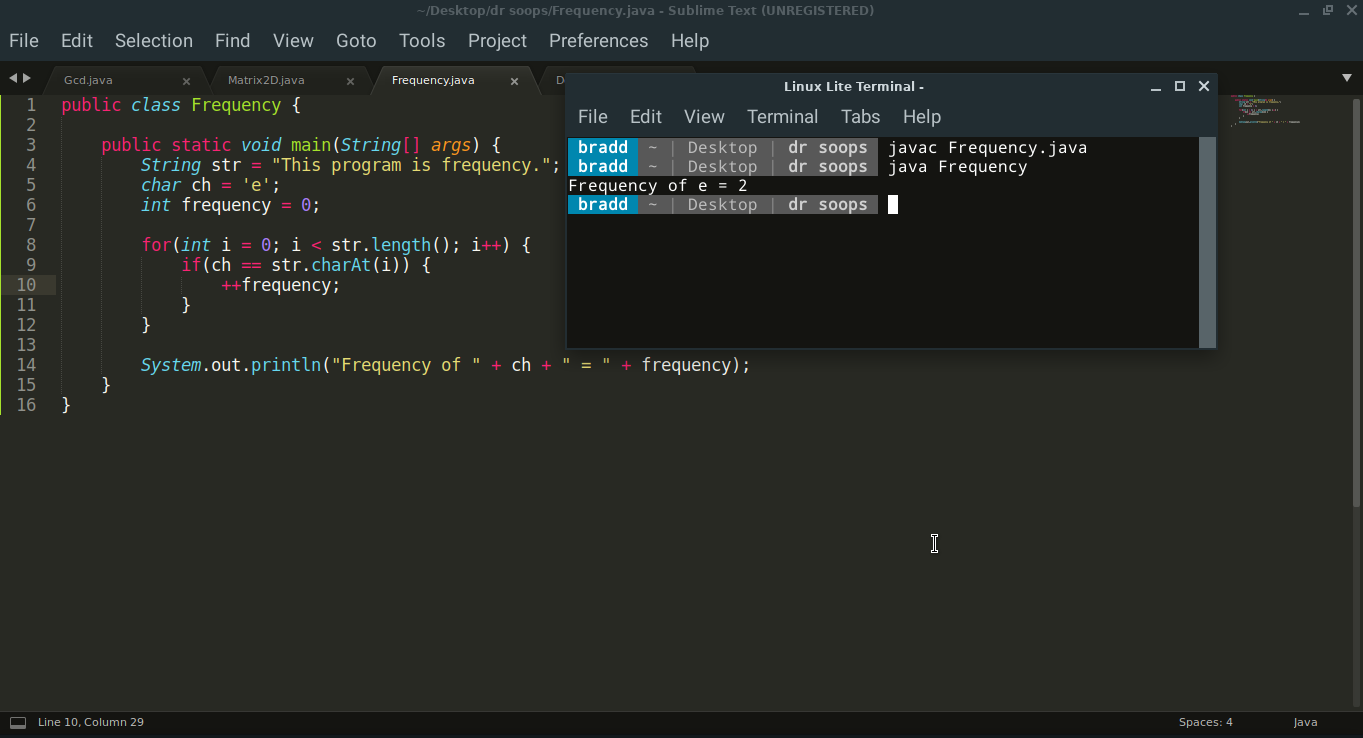 ~/Desktop/dr soops/Frequency.java - Sublime Text (UNREGISTERED)
File Edit Selection Find View Goto Tools Project Preferences Help
Gcd.java Matrix2D.java Frequency.java
1 public class Frequency {
2
3 public static void main(String[] args) {
4 String str = "This program is frequency.";
5 char ch = 'e';
6 int frequency = 0;
7
8 for(int i = 0; i < str.length(); i++) {
9 if(ch == str.charAt(i)) {
10 ++frequency;
11 }
12 }
13
14 System.out.println("Frequency of " + ch + " = " + frequency);
15 }
16 }
Linux Lite Terminal -
File Edit View Terminal Tabs Help
bradd ~ | Desktop | dr soops javac Frequency.java
bradd ~ | Desktop | dr soops java Frequency
Frequency of e = 2
bradd ~ | Desktop | dr soops
Line 10, Column 29 Spaces: 4 Java